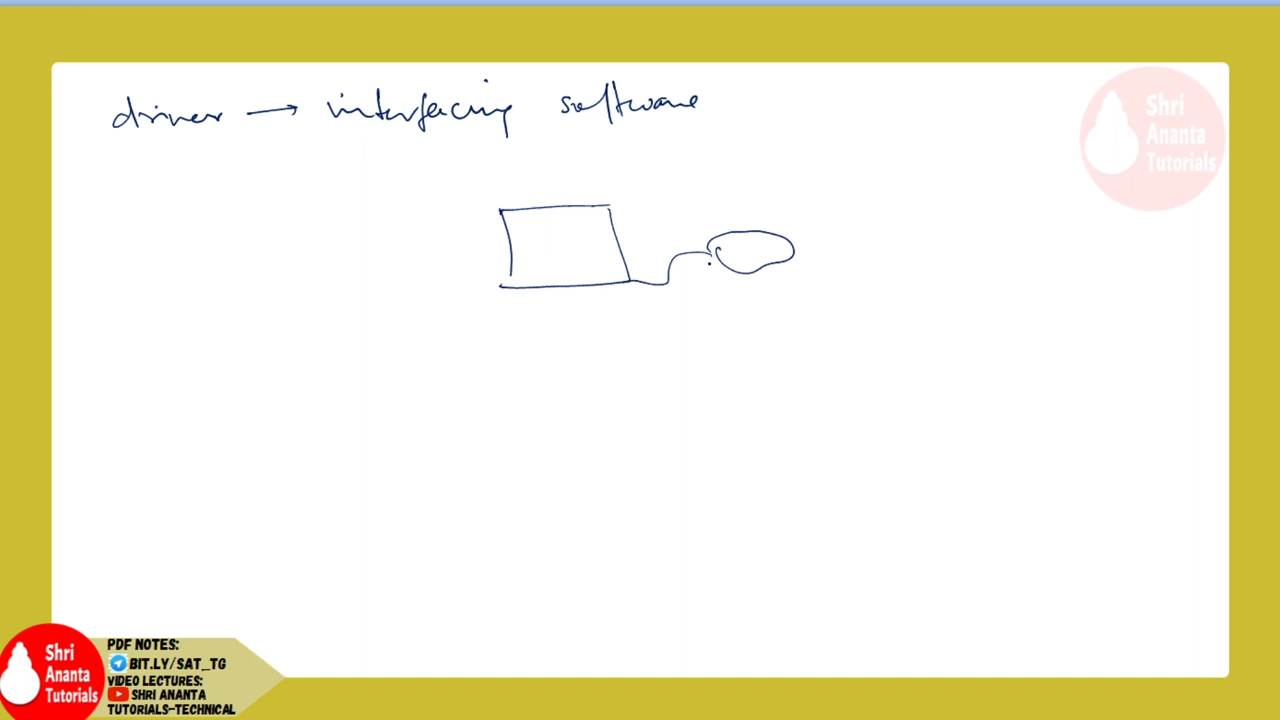 driver → interfacing software
Shri
Ananta
Tutorials
Shri
Ananta
Tutorials
PDF NOTES:
BIT.LY/SAT_TG
VIDEO LECTURES:
SHRI ANANTA
TUTORIALS-TECHNICAL